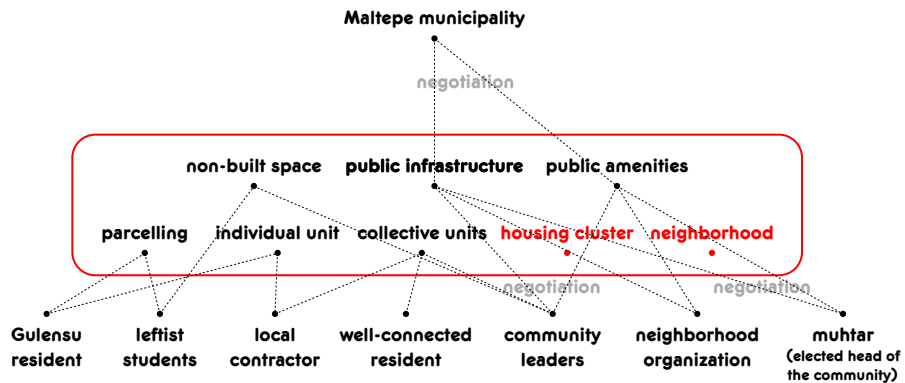 Maltepe municipality
negotiation
non-built space public infrastructure public amenities
parcelling individual unit collective units housing cluster neighborhood
negotiation negotiation
Gulensu resident
leftist students
local contractor
well-connected resident
community leaders
neighborhood organization
muhtar
(elected head of
the community)